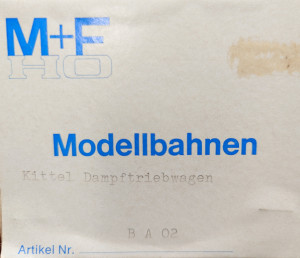 M+F
HO
Modellbahnen
Kittel Dampftriebwagen
B A 02
Artikel Nr.